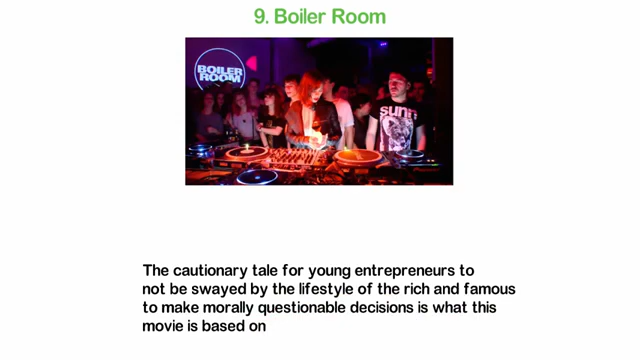 9. Boiler Room
BOILER
ROOM
sunn
The cautionary tale for young entrepreneurs to
not be swayed by the lifestyle of the rich and famous
to make morally questionable decisions is what this
movie is based on